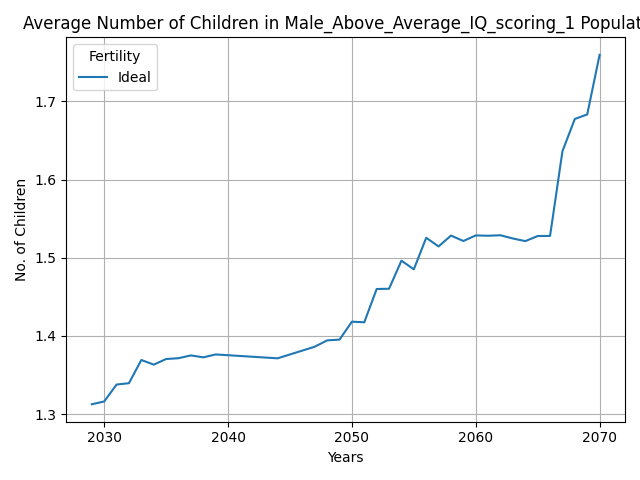 Average Number of Children in Male_Above_Average_IQ_scoring_1 Populat
Fertility
Ideal
No. of Children
1.7
1.6
1.5
1.4
1.3
2030 2040 2050 2060 2070
Years